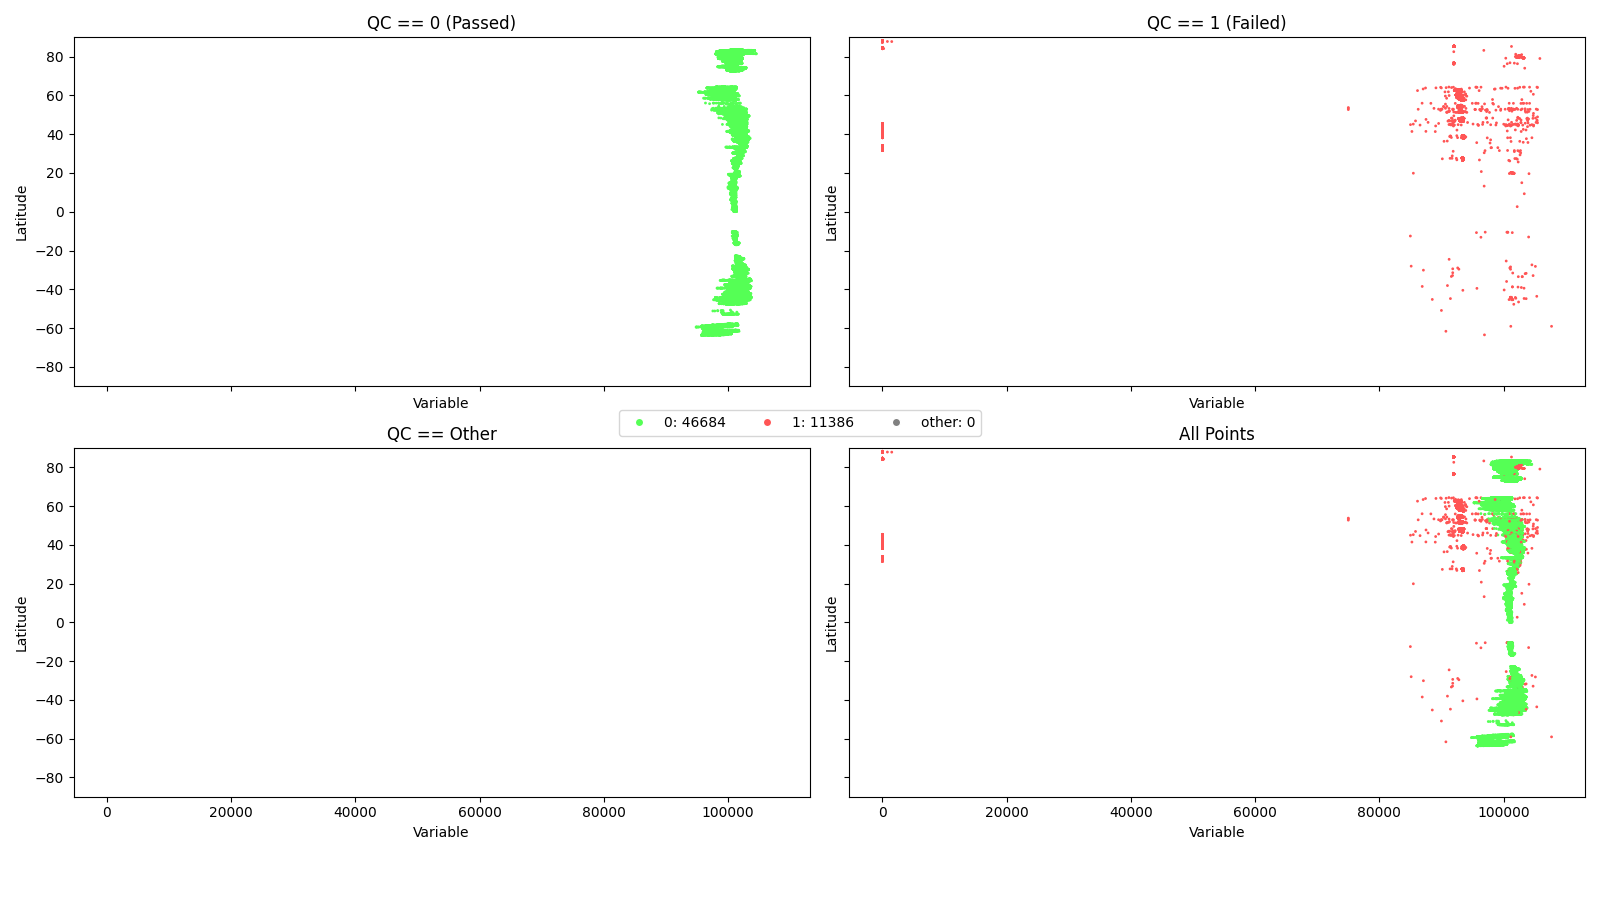 QC == 0 (Passed)
QC == 1 (Failed)
80
60
40
20
0
−20
−40
−60
−80
Latitude
Latitude
Variable
Variable
0: 46684 1: 11386 other: 0
QC == Other
All Points
80
60
40
20
0
−20
−40
−60
−80
Latitude
Latitude
0 20000 40000 60000 80000 100000
0 20000 40000 60000 80000 100000
Variable
Variable